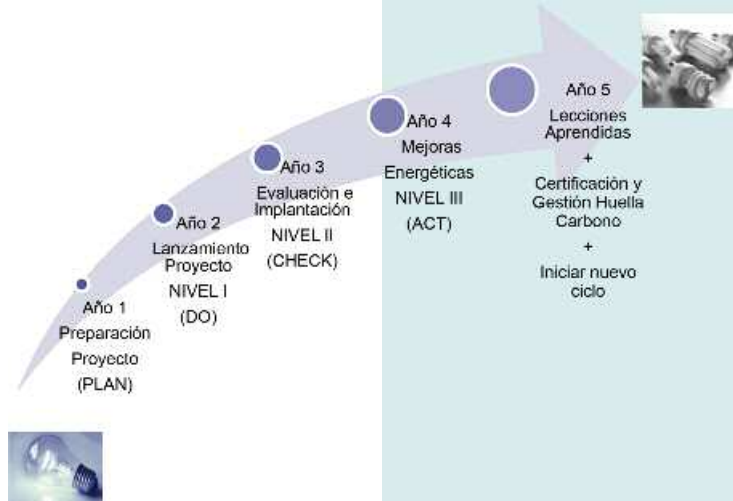 Año 1
Preparación
Proyecto
(PLAN)
Año 2
Lanzamiento
Proyecto
NIVEL I
(DO)
Año 3
Evaluación e
Implantación
NIVEL II
(CHECK)
Año 4
Mejoras
Energéticas
NIVEL III
(ACT)
Año 5
Lecciones
Aprendidas
+
Certificación y
Gestión Huella
Carbono
+
Iniciar nuevo
ciclo